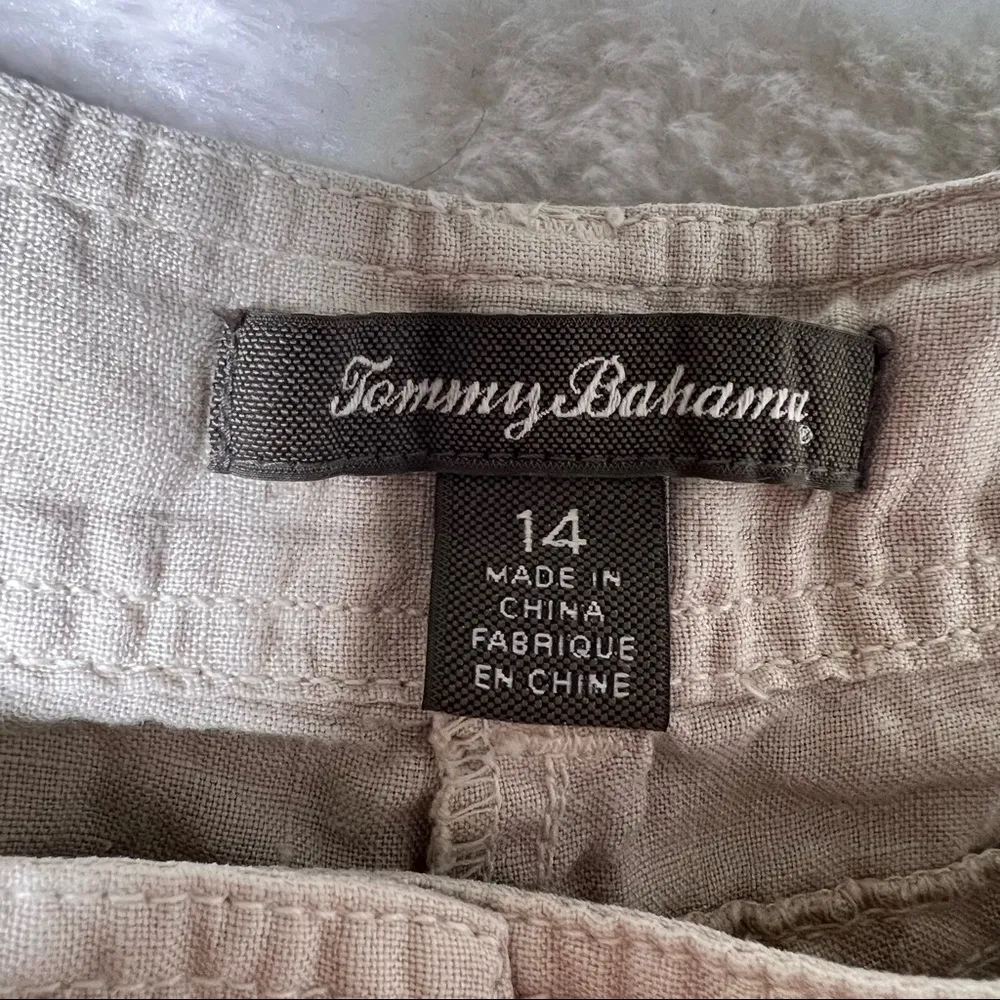 Tommy Bahama®
14
MADE IN
CHINA
FABRIQUE
EN CHINE